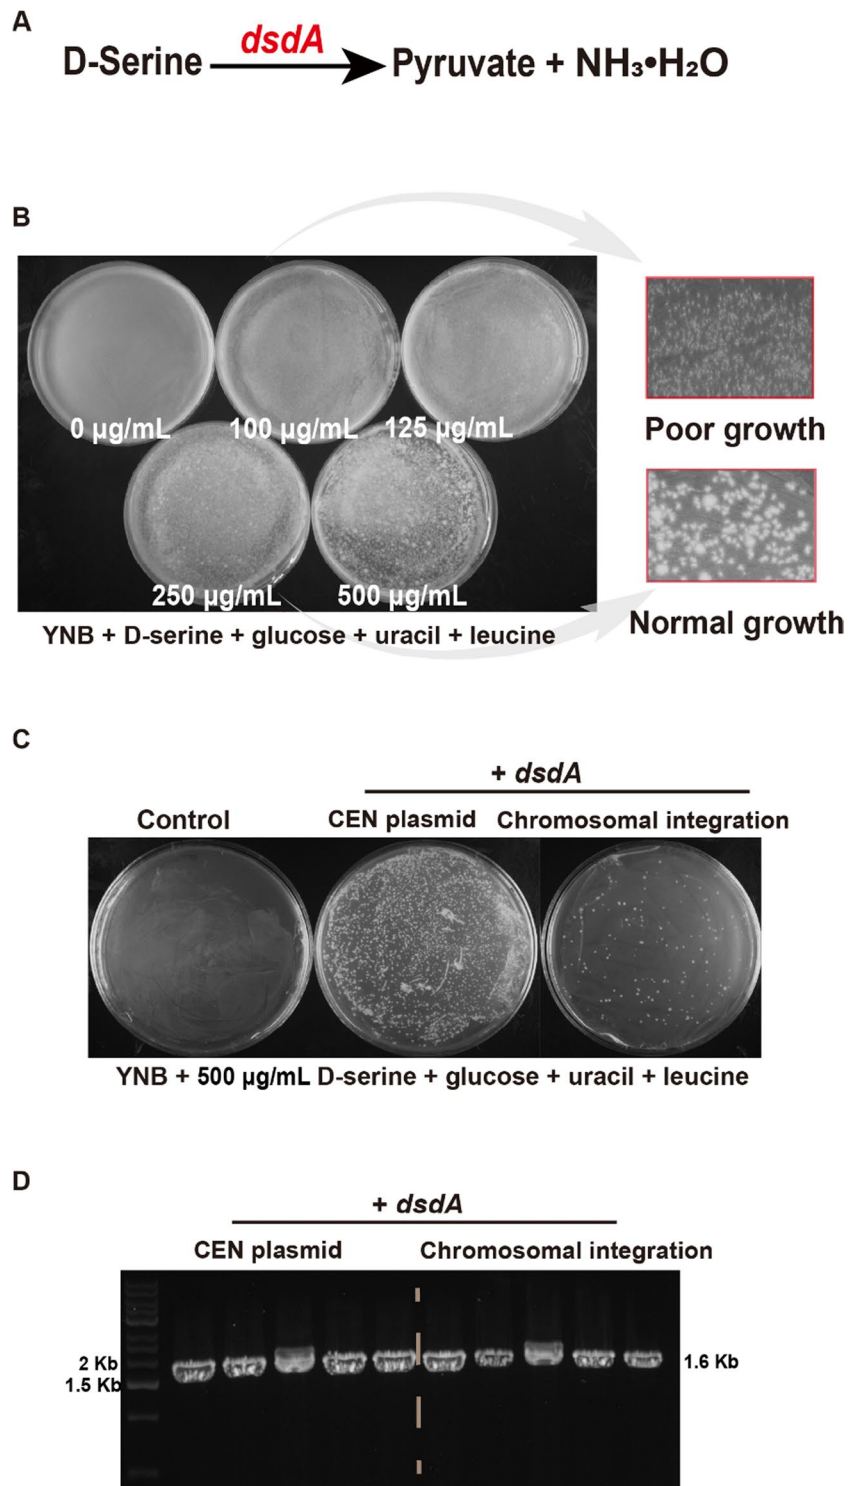 A
dsdA
D-Serine
Pyruvate + NH₃•H₂O
B
0 µg/mL
100 µg/mL
125 µg/mL
Poor growth
250 µg/mL
500 µg/mL
Normal growth
YNB + D-serine + glucose + uracil + leucine
C
+ dsdA
Control
CEN plasmid
Chromosomal integration
YNB + 500 µg/mL D-serine + glucose + uracil + leucine
D
+ dsdA
CEN plasmid
Chromosomal integration
2 Kb
1.6 Kb
1.5 Kb